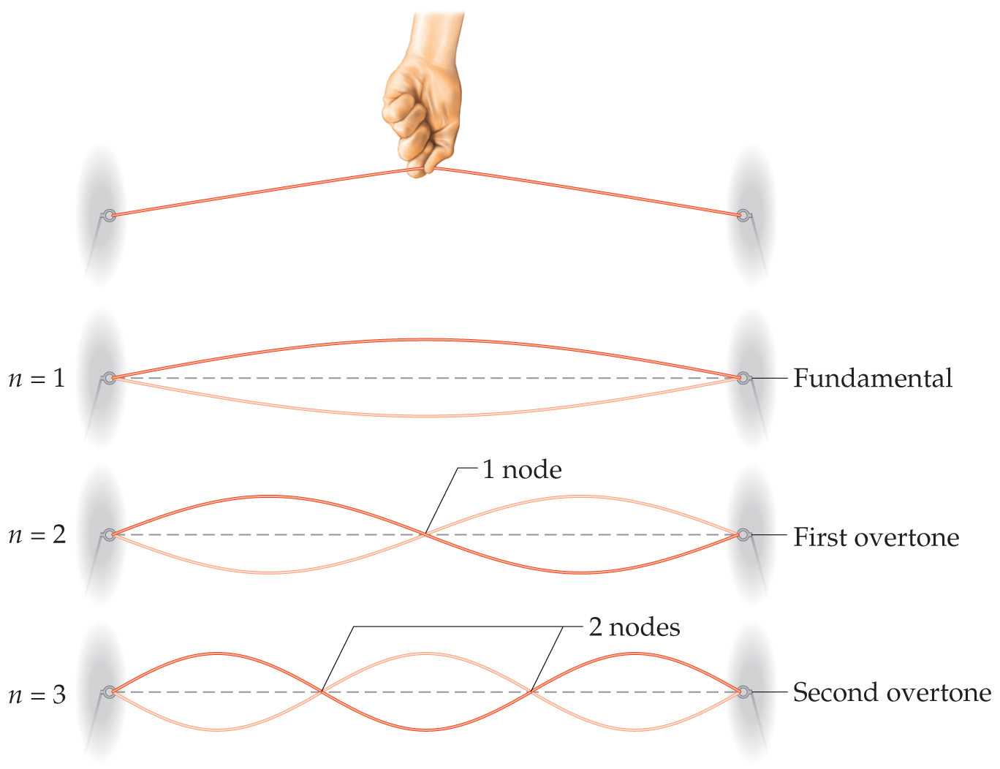 n = 1
Fundamental
1 node
n = 2
First overtone
2 nodes
n = 3
Second overtone